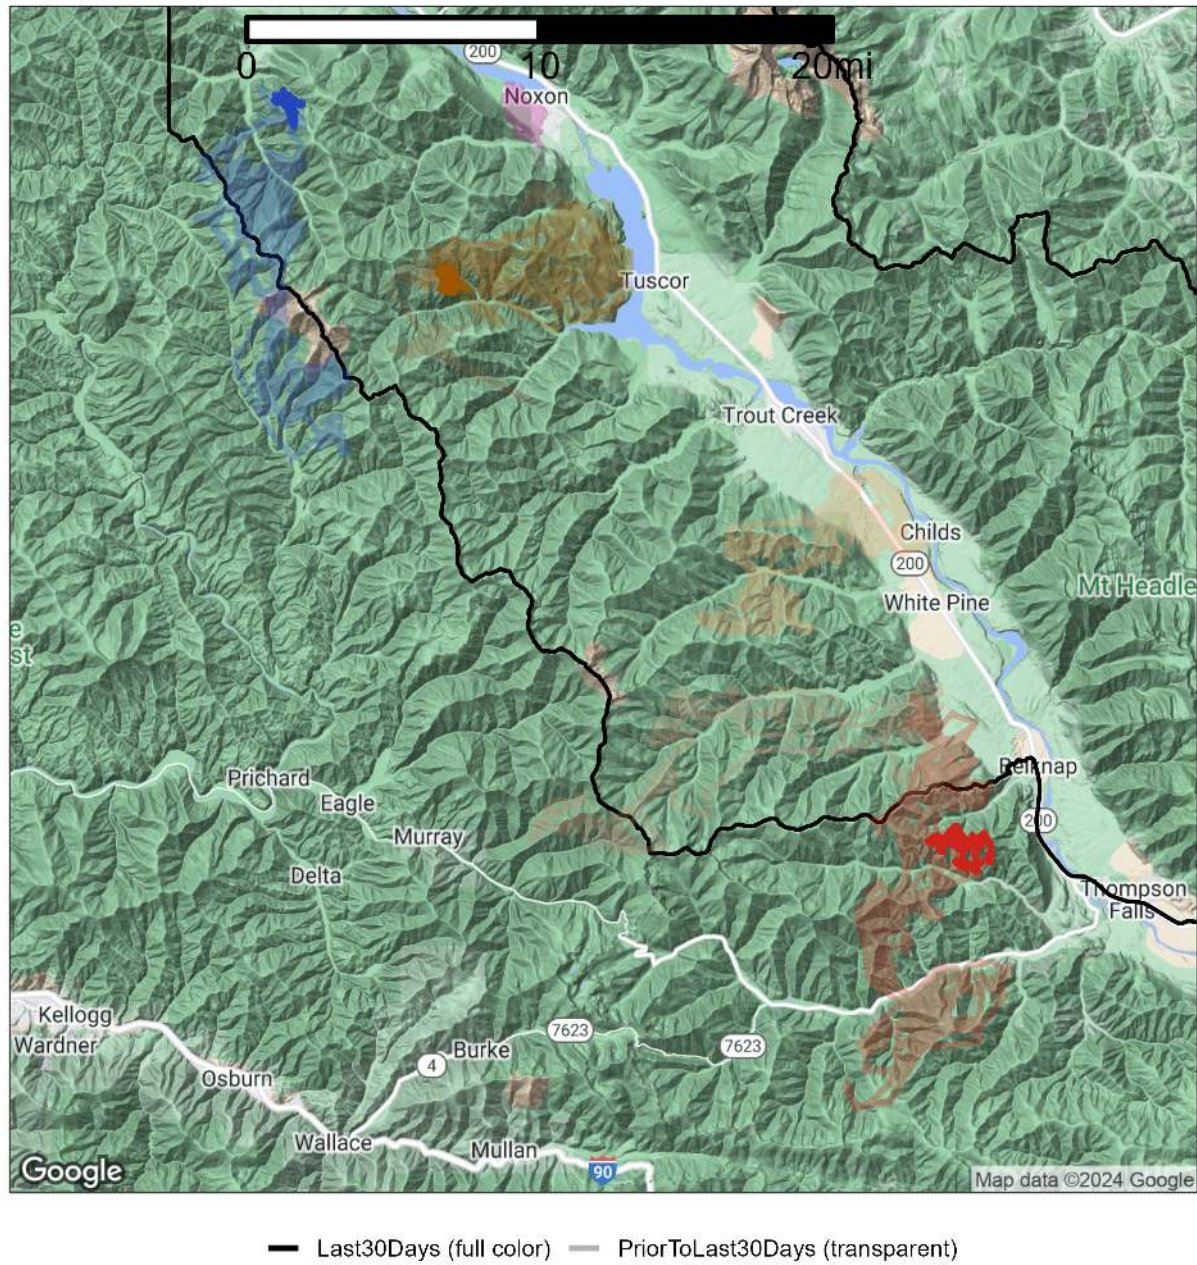 200
0
10
20mi
Noxon
Tuscor
Trout Creek
Childs
200
White Pine
Mt Headle
e
st
Belknap
Prichard
Eagle
200
Murray
Delta
Thompson
Falls
Kellogg
Wardner
7623
7623
Burke
4
Osburn
Wallace
Mullan
90
Google
Map data ©2024 Google
Last30Days (full color)
PriorToLast30Days (transparent)